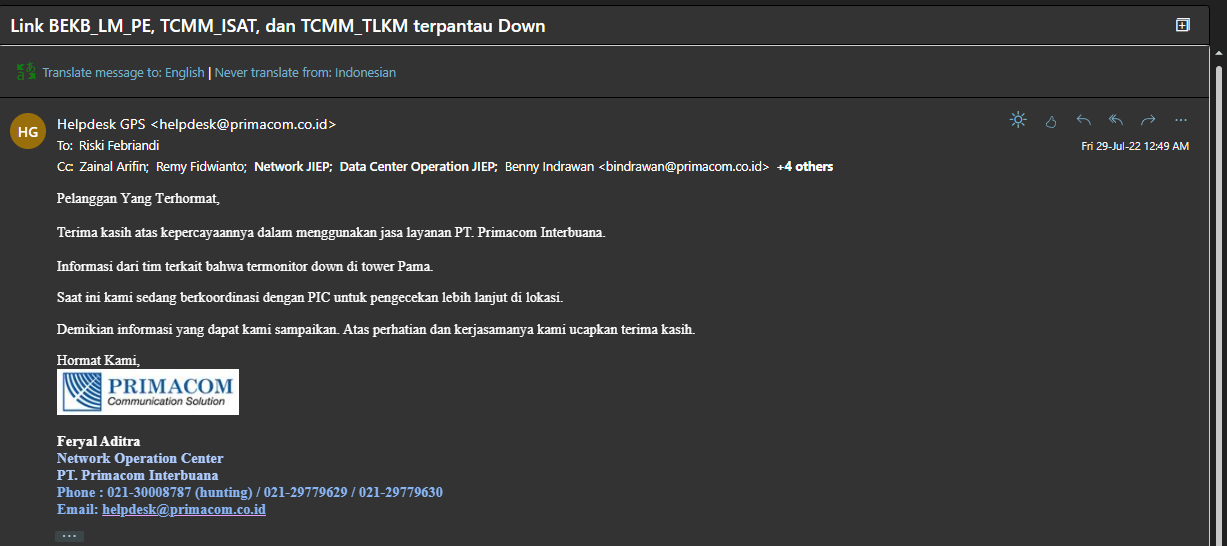 Link BEKB_LM_PE, TCMM_ISAT, dan TCMM_TLKM terpantau Down
Translate message to: English | Never translate from: Indonesian
HG
Helpdesk GPS <helpdesk@primacom.co.id>
To: Riski Febriandi
Fri 29-Jul-22 12:49 AM
Cc: Zainal Arifin; Remy Fidwianto; Network JIEP; Data Center Operation JIEP; Benny Indrawan <bindrawan@primacom.co.id> +4 others
Pelanggan Yang Terhormat,
Terima kasih atas kepercayaannya dalam menggunakan jasa layanan PT. Primacom Interbuana.
Informasi dari tim terkait bahwa termonitor down di tower Pama.
Saat ini kami sedang berkoordinasi dengan PIC untuk pengecekan lebih lanjut di lokasi.
Demikian informasi yang dapat kami sampaikan. Atas perhatian dan kerjasamanya kami ucapkan terima kasih.
Hormat Kami,
PRIMACOM
Communication Solution
Feryal Aditra
Network Operation Center
PT. Primacom Interbuana
Phone : 021-30008787 (hunting) / 021-29779629 / 021-29779630
Email: helpdesk@primacom.co.id